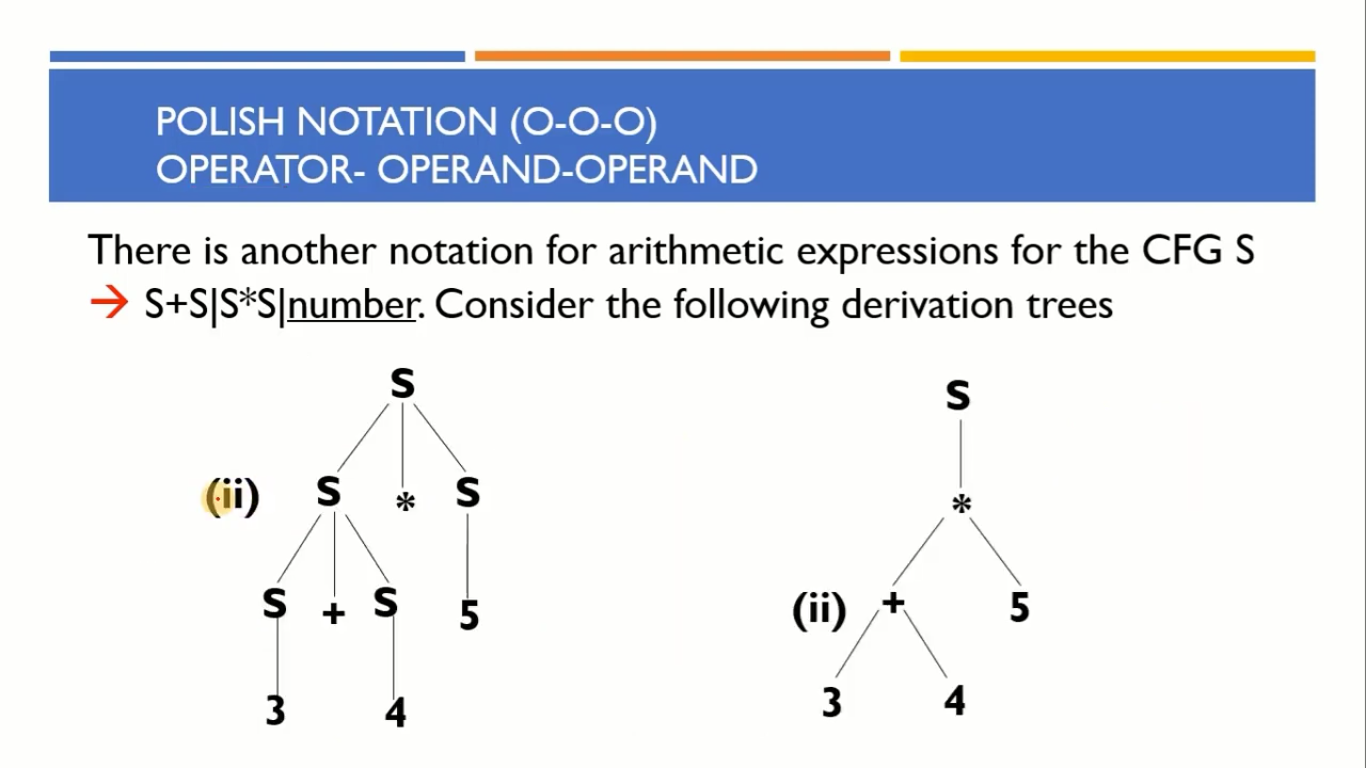 POLISH NOTATION (O-O-O)
OPERATOR- OPERAND-OPERAND
There is another notation for arithmetic expressions for the CFG S
→ S+S|S*S|number. Consider the following derivation trees
S
(ii) S * S
S + S 5
3 4
S
*
(ii) + 5
3 4